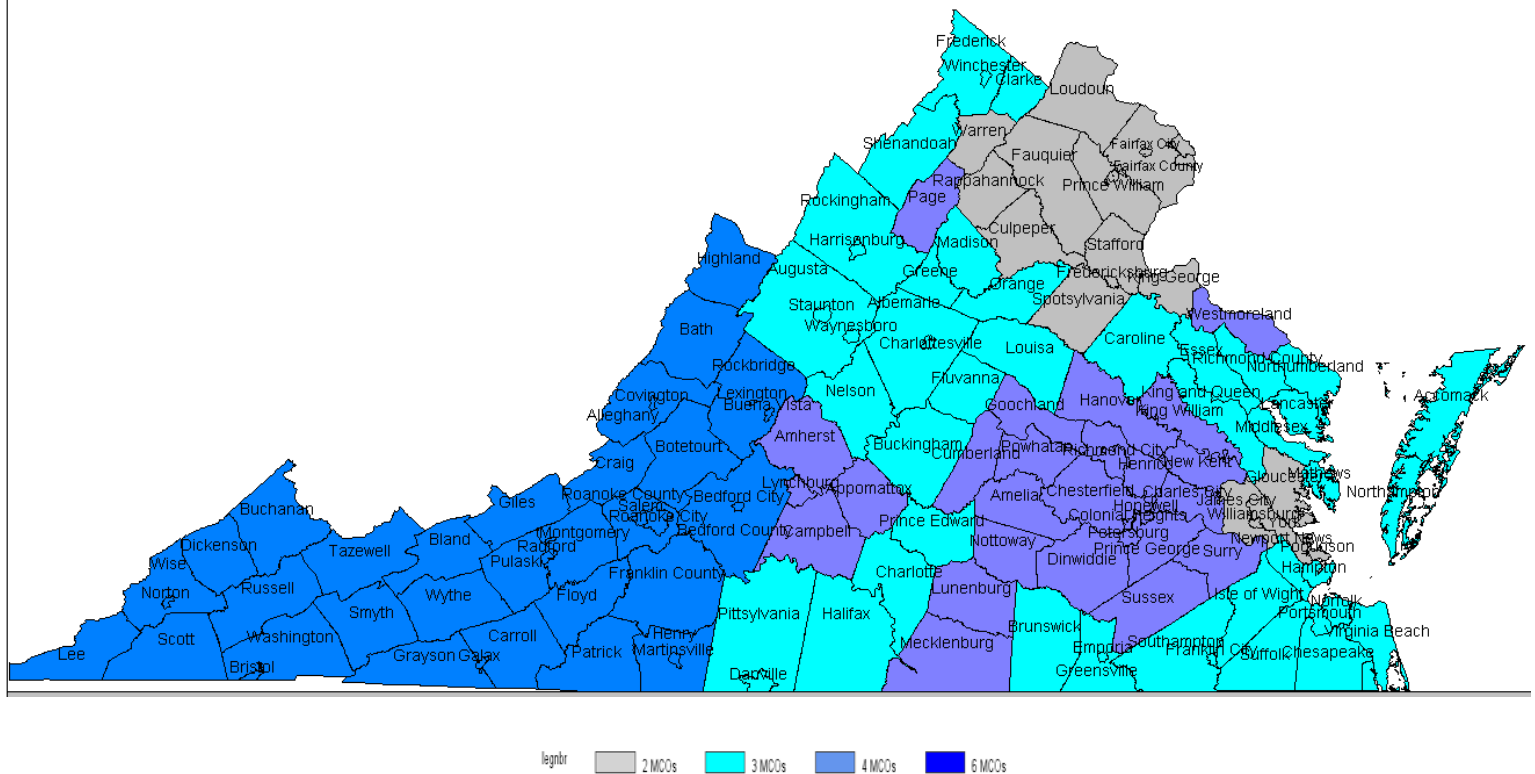 Frederick
Winchester
Clarke
Loudoun
Warren
Shenandoah
Fairfax City
Fauquier
Fairfax County
Rappahannock
Prince William
Page
Rockingham
Culpeper
Harrisonburg
Madison
Stafford
Highland
Augusta
Greene
Fredericksburg
King George
Orange
Staunton
Albemarle
Spotsylvania
Westmoreland
Bath
Waynesboro
Charlottesville
Louisa
Caroline
Essex
Richmond County
Rockbridge
Northumberland
Fluvanna
Nelson
Lexington
Covington
Buena Vista
Goochland
Hanover
King and Queen
Accomack
Alleghany
King William
Lancaster
Middlesex
Amherst
Buckingham
Botetourt
Powhatan
Richmond City
Cumberland
Craig
Henrico
New Kent
Mathews
Gloucester
Lynchburg
Appomattox
Roanoke County
Bedford City
Amelia
Chesterfield
Charles City
Northampton
James City
Giles
Salem
Hopewell
Buchanan
Roanoke City
Colonial Heights
Williamsburg
York
Prince Edward
Bedford County
Campbell
Montgomery
Petersburg
Newport News
Bland
Nottoway
Dickenson
Radford
Prince George
Surry
Poquoson
Tazewell
Pulaski
Dinwiddie
Wise
Hampton
Franklin County
Charlotte
Russell
Norton
Wythe
Floyd
Lunenburg
Sussex
Isle of Wight
Norfolk
Smyth
Pittsylvania
Halifax
Portsmouth
Brunswick
Virginia Beach
Scott
Washington
Carroll
Henry
Mecklenburg
Southampton
Emporia
Martinsville
Patrick
Franklin City
Chesapeake
Lee
Grayson
Galax
Suffolk
Bristol
Danville
Greensville
legnbr 2 MCOs 3 MCOs 4 MCOs 6 MCOs